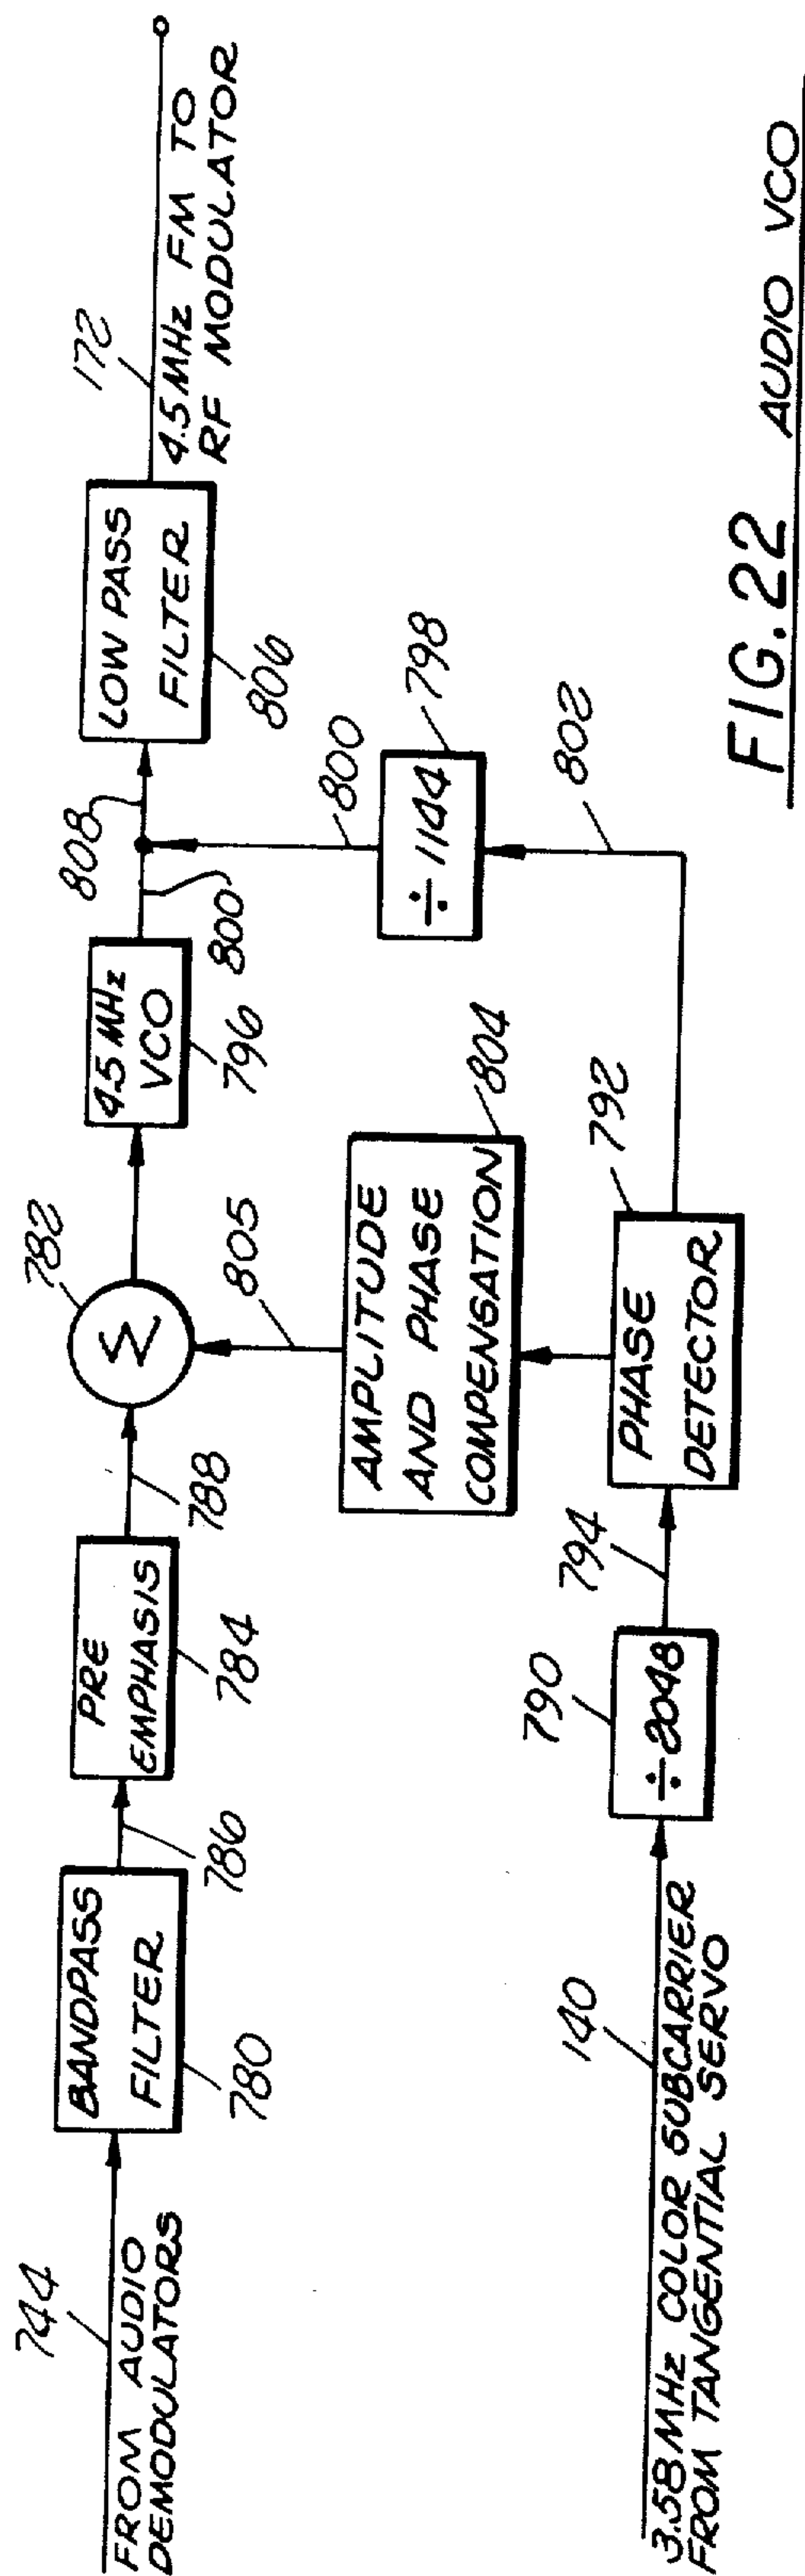 744
FROM AUDIO
DEMODULATORS
BANDPASS
FILTER
780
786
PRE
EMPHASIS
784
788
782
Σ
805
4.5 MHz
VCO
796
800
808
LOW PASS
FILTER
806
172
4.5 MHz FM TO
RF MODULATOR
AMPLITUDE
AND PHASE
COMPENSATION
804
÷1144
798
800
802
140
3.58 MHz COLOR SUBCARRIER
FROM TANGENTIAL SERVO
790
÷2048
794
PHASE
DETECTOR
792
FIG.22 AUDIO VCO